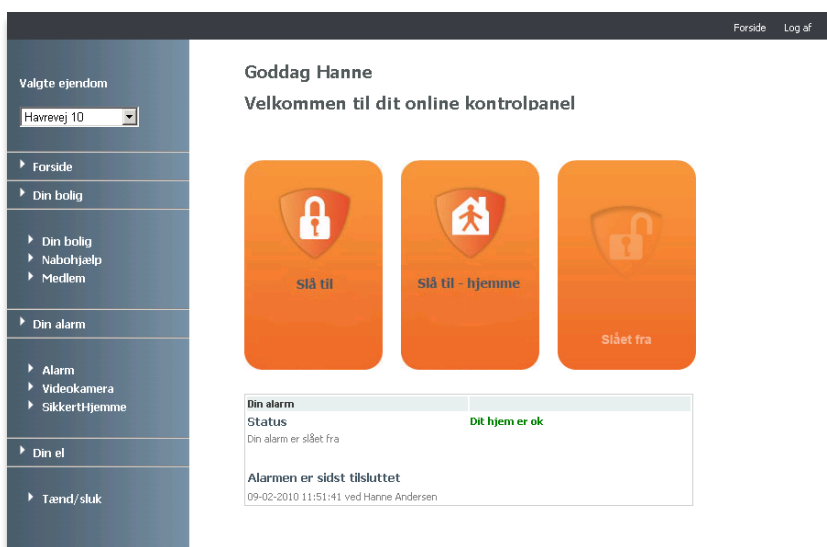 Forside Log af
Valgte ejendom
Havrevej 10
Forside
Din bolig
Din bolig
Nabohjælp
Medlem
Din alarm
Alarm
Videokamera
SikkertHjemme
Din el
Tænd/sluk
Goddag Hanne
Velkommen til dit online kontrolpanel
Slå til
Slå til - hjemme
Slået fra
Din alarm
Status Dit hjem er ok
Din alarm er slået fra
Alarmen er sidst tilsluttet
09-02-2010 11:51:41 ved Hanne Andersen